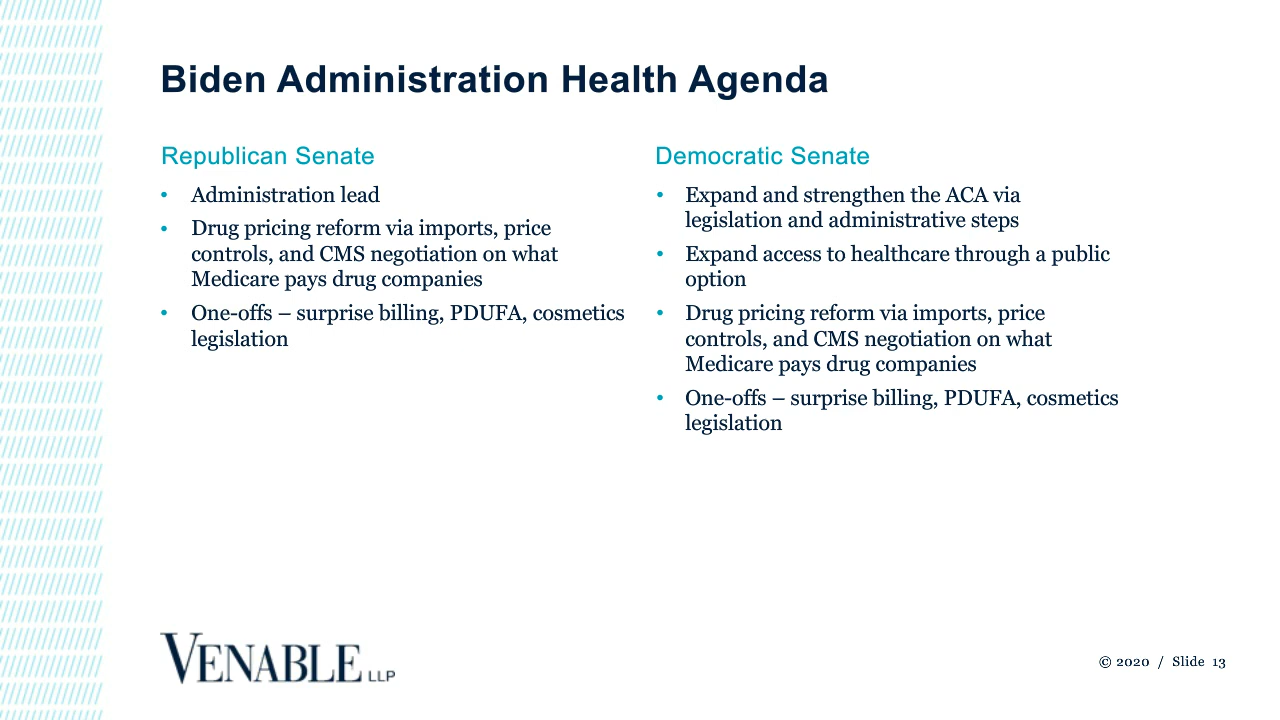 Biden Administration Health Agenda
Republican Senate
• Administration lead
• Drug pricing reform via imports, price
controls, and CMS negotiation on what
Medicare pays drug companies
• One-offs – surprise billing, PDUFA, cosmetics
legislation
Democratic Senate
• Expand and strengthen the ACA via
legislation and administrative steps
• Expand access to healthcare through a public
option
• Drug pricing reform via imports, price
controls, and CMS negotiation on what
Medicare pays drug companies
• One-offs – surprise billing, PDUFA, cosmetics
legislation
VENABLE LLP
© 2020 / Slide 13